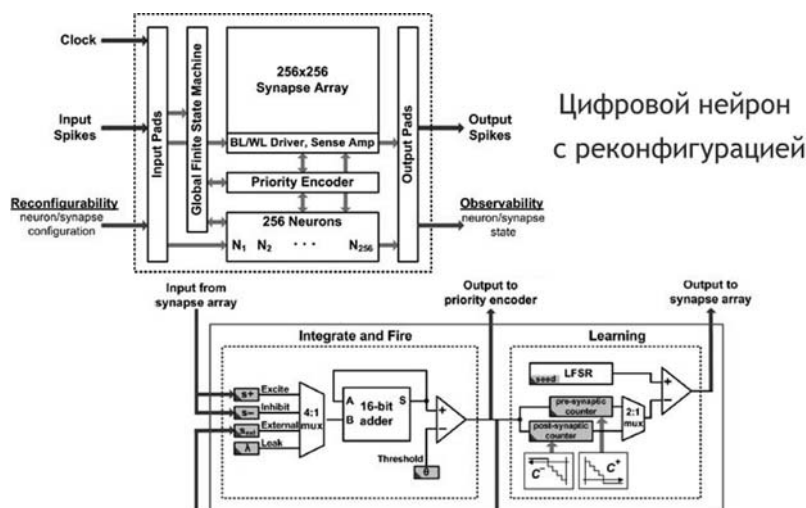 Clock
Input
Spikes
Reconfigurability
neuron/synapse
configuration
Input Pads
Global Finite State Machine
256x256
Synapse Array
BL/WL Driver, Sense Amp
Priority Encoder
256 Neurons
N1 N2 · · · N256
Output Pads
Output
Spikes
Observability
neuron/synapse
state
Цифровой нейрон
с реконфигурацией
Input from
synapse array
Output to
priority encoder
Output to
synapse array
Integrate and Fire
s+ Excite
s− Inhibit
sext External
λ Leak
4:1
mux
A S
B
16-bit
adder
+
−
Threshold
θ
Learning
seed LFSR
pre-synaptic
counter
post-synaptic
counter
2:1
mux
+
−
C− C+